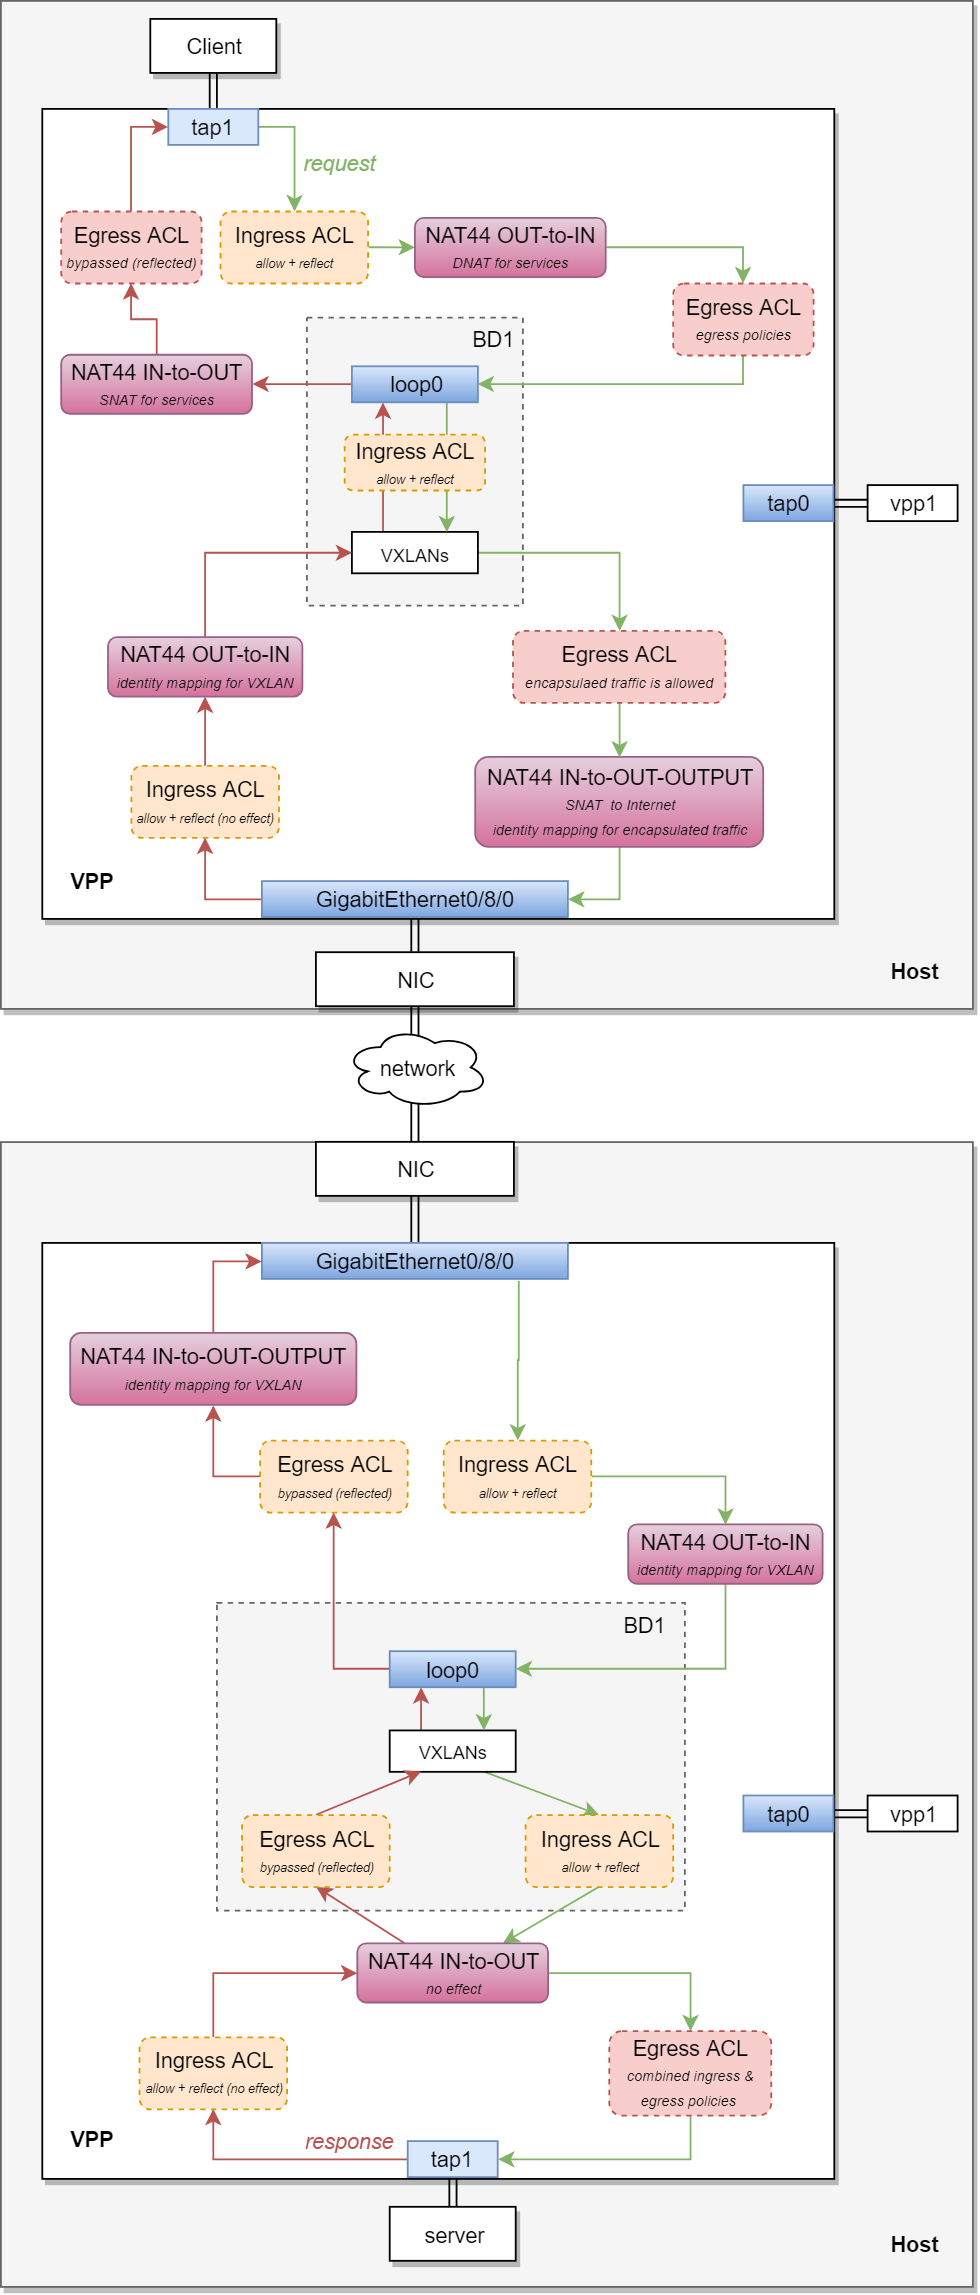 Client
tap1
request
Egress ACL
bypassed (reflected)
Ingress ACL
allow + reflect
NAT44 OUT-to-IN
DNAT for services
Egress ACL
egress policies
BD1
NAT44 IN-to-OUT
SNAT for services
loop0
Ingress ACL
allow + reflect
tap0
vpp1
VXLANs
NAT44 OUT-to-IN
identity mapping for VXLAN
Egress ACL
encapsulaed traffic is allowed
Ingress ACL
allow + reflect (no effect)
NAT44 IN-to-OUT-OUTPUT
SNAT to Internet
identity mapping for encapsulated traffic
VPP
GigabitEthernet0/8/0
Host
NIC
network
NIC
GigabitEthernet0/8/0
NAT44 IN-to-OUT-OUTPUT
identity mapping for VXLAN
Egress ACL
bypassed (reflected)
Ingress ACL
allow + reflect
NAT44 OUT-to-IN
identity mapping for VXLAN
BD1
loop0
VXLANs
tap0
vpp1
Egress ACL
bypassed (reflected)
Ingress ACL
allow + reflect
NAT44 IN-to-OUT
no effect
Ingress ACL
allow + reflect (no effect)
Egress ACL
combined ingress &
egress policies
VPP
response
tap1
server
Host